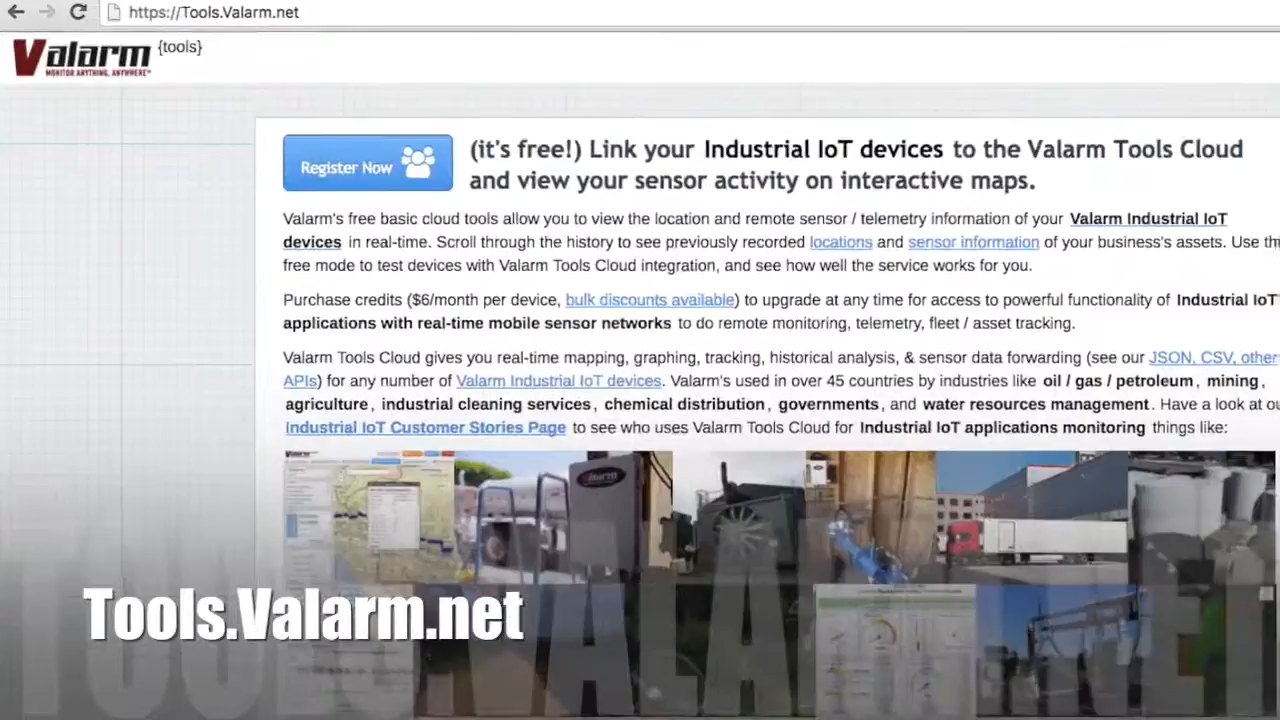 https://Tools.Valarm.net
Valarm {tools}
MONITOR ANYTHING, ANYWHERE
Register Now
(it's free!) Link your Industrial IoT devices to the Valarm Tools Cloud
and view your sensor activity on interactive maps.
Valarm's free basic cloud tools allow you to view the location and remote sensor / telemetry information of your Valarm Industrial IoT
devices in real-time. Scroll through the history to see previously recorded locations and sensor information of your business's assets. Use thi
free mode to test devices with Valarm Tools Cloud integration, and see how well the service works for you.
Purchase credits ($6/month per device, bulk discounts available) to upgrade at any time for access to powerful functionality of Industrial IoT
applications with real-time mobile sensor networks to do remote monitoring, telemetry, fleet / asset tracking.
Valarm Tools Cloud gives you real-time mapping, graphing, tracking, historical analysis, & sensor data forwarding (see our JSON, CSV, other
APIs) for any number of Valarm Industrial IoT devices. Valarm's used in over 45 countries by industries like oil / gas / petroleum, mining,
agriculture, industrial cleaning services, chemical distribution, governments, and water resources management. Have a look at ou
Industrial IoT Customer Stories Page to see who uses Valarm Tools Cloud for Industrial IoT applications monitoring things like:
Valarm
Tools.Valarm.net
TOOLS.VALARM.NET